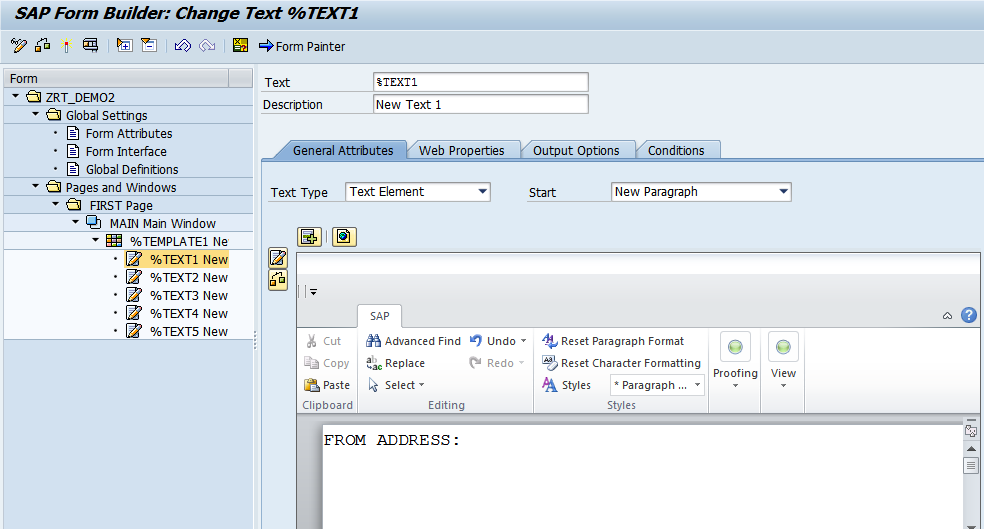 SAP Form Builder: Change Text %TEXT1
Form Painter
Form
ZRT_DEMO2
Global Settings
Form Attributes
Form Interface
Global Definitions
Pages and Windows
FIRST Page
MAIN Main Window
%TEMPLATE1 Ne
%TEXT1 New
%TEXT2 New
%TEXT3 New
%TEXT4 New
%TEXT5 New
Text %TEXT1
Description New Text 1
General Attributes Web Properties Output Options Conditions
Text Type Text Element Start New Paragraph
SAP
Cut Advanced Find Undo Reset Paragraph Format
Copy Replace Redo Reset Character Formatting
Paste Select Styles * Paragraph ... Proofing View
Clipboard Editing Styles
FROM ADDRESS: